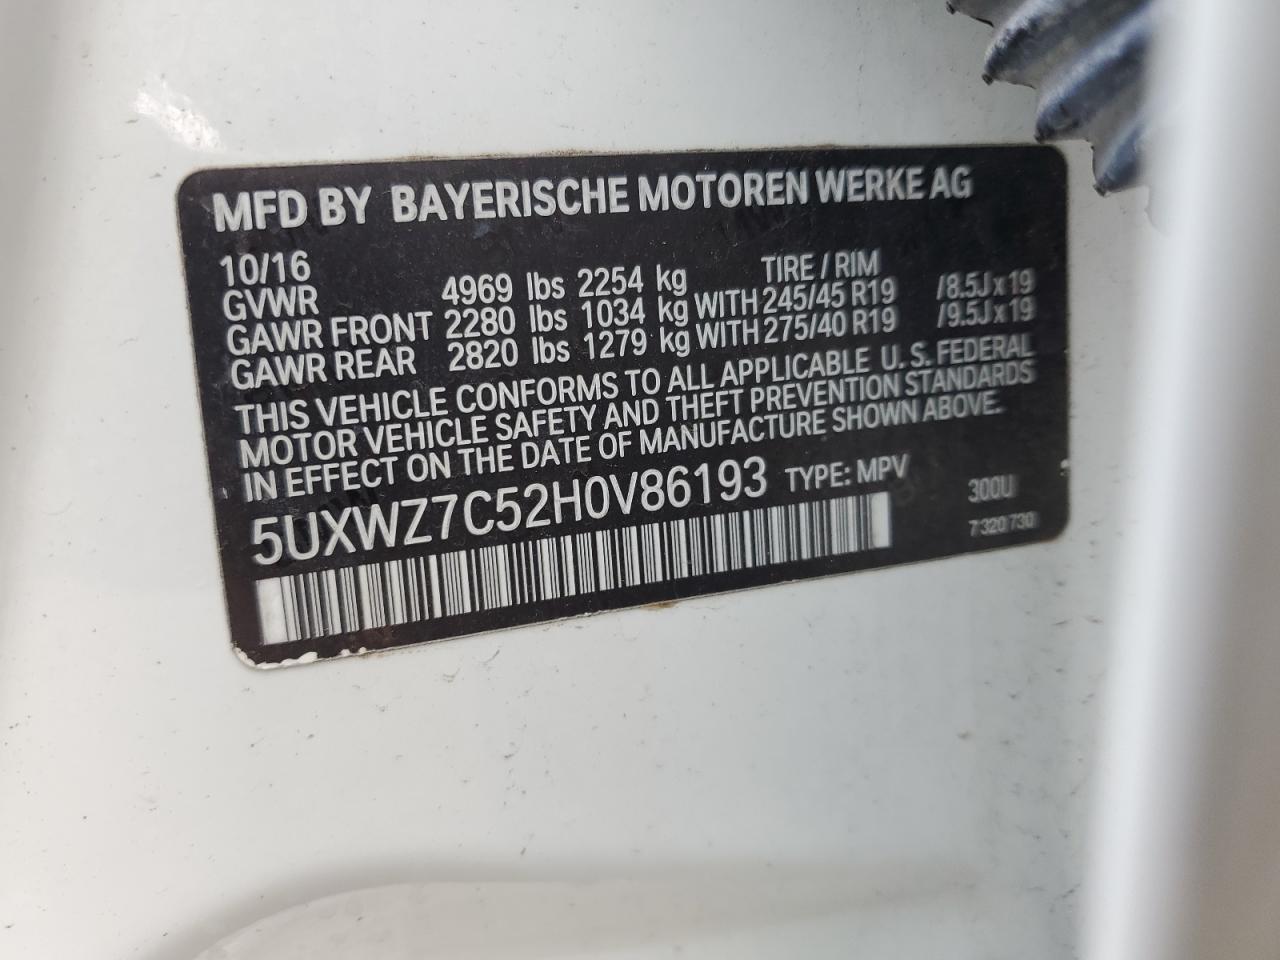 MFD BY BAYERISCHE MOTOREN WERKE AG
10/16
GVWR 4969 lbs 2254 kg TIRE / RIM
GAWR FRONT 2280 lbs 1034 kg WITH 245/45 R19 /8.5J x 19
GAWR REAR 2820 lbs 1279 kg WITH 275/40 R19 /9.5J x 19
THIS VEHICLE CONFORMS TO ALL APPLICABLE U. S. FEDERAL
MOTOR VEHICLE SAFETY AND THEFT PREVENTION STANDARDS
IN EFFECT ON THE DATE OF MANUFACTURE SHOWN ABOVE.
5UXWZ7C52H0V86193 TYPE: MPV 300U
7 320 730